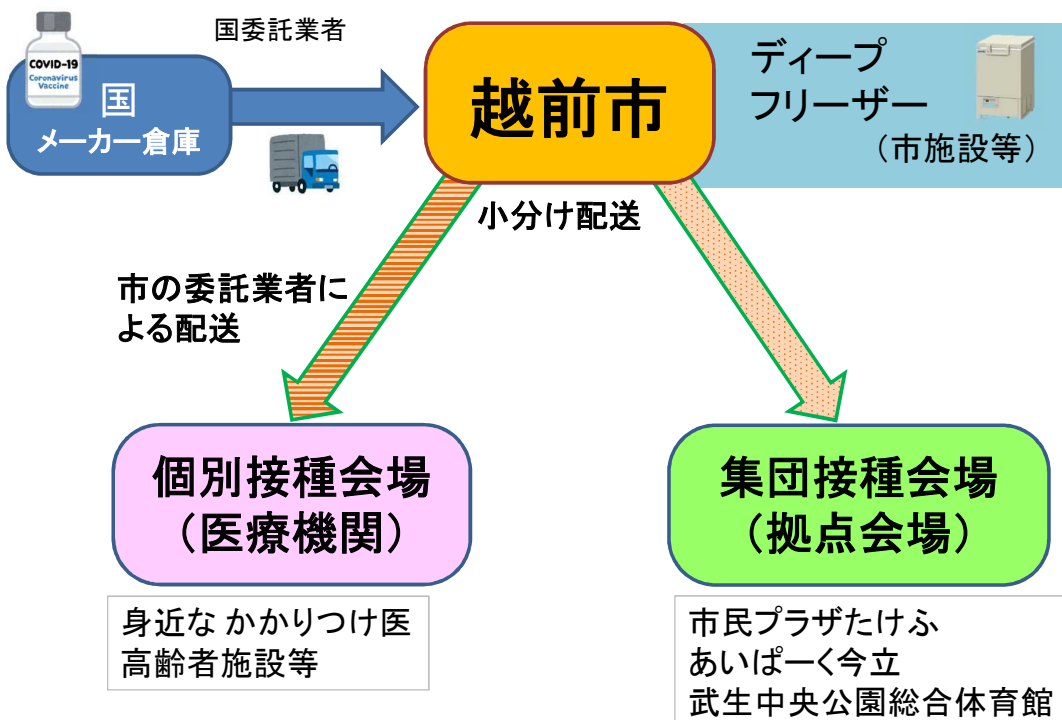 国委託業者
COVID-19
Coronavirus
Vaccine
国
メーカー倉庫
越前市
ディープ
フリーザー
（市施設等）
小分け配送
市の委託業者に
よる配送
個別接種会場
（医療機関）
集団接種会場
（拠点会場）
身近な かかりつけ医
高齢者施設等
市民プラザたけふ
あいぱーく今立
武生中央公園総合体育館